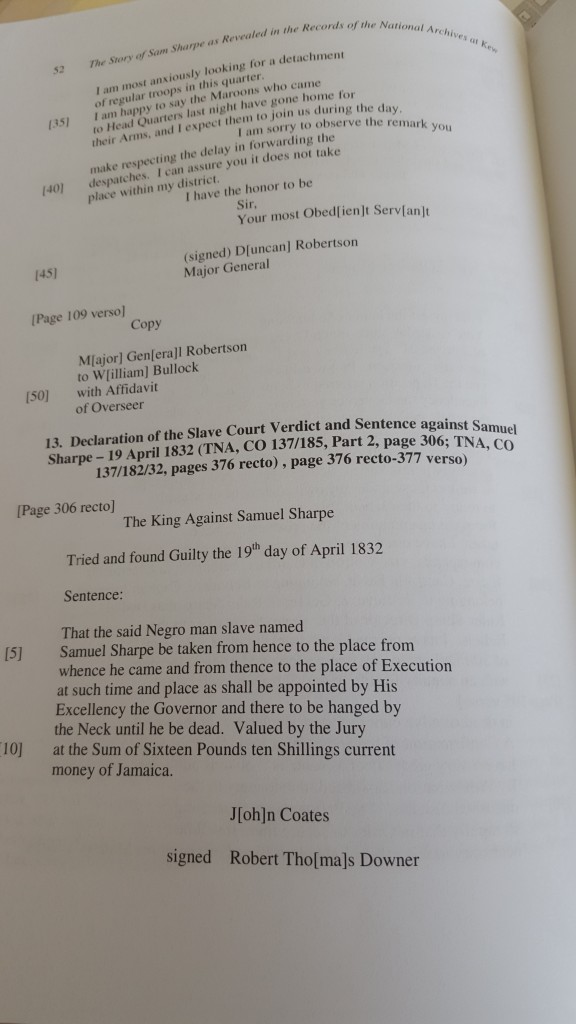 52 The Story of Sam Sharpe as Revealed in the Records of the National Archives at Kew
I am most anxiously looking for a detachment
of regular troops in this quarter.
[35] I am happy to say the Maroons who came
to Head Quarters last night have gone home for
their Arms, and I expect them to join us during the day.
I am sorry to observe the remark you
make respecting the delay in forwarding the
[40] despatches. I can assure you it does not take
place within my district.
I have the honor to be
Sir,
Your most Obed[ien]t Serv[an]t
(signed) D[uncan] Robertson
[45] Major General
[Page 109 verso]
Copy
M[ajor] Gen[era]l Robertson
to W[illiam] Bullock
[50] with Affidavit
of Overseer
13. Declaration of the Slave Court Verdict and Sentence against Samuel
Sharpe – 19 April 1832 (TNA, CO 137/185, Part 2, page 306; TNA, CO
137/182/32, pages 376 recto) , page 376 recto-377 verso)
[Page 306 recto]
The King Against Samuel Sharpe
Tried and found Guilty the 19th day of April 1832
Sentence:
That the said Negro man slave named
[5] Samuel Sharpe be taken from hence to the place from
whence he came and from thence to the place of Execution
at such time and place as shall be appointed by His
Excellency the Governor and there to be hanged by
the Neck until he be dead. Valued by the Jury
10] at the Sum of Sixteen Pounds ten Shillings current
money of Jamaica.
J[oh]n Coates
signed Robert Tho[ma]s Downer